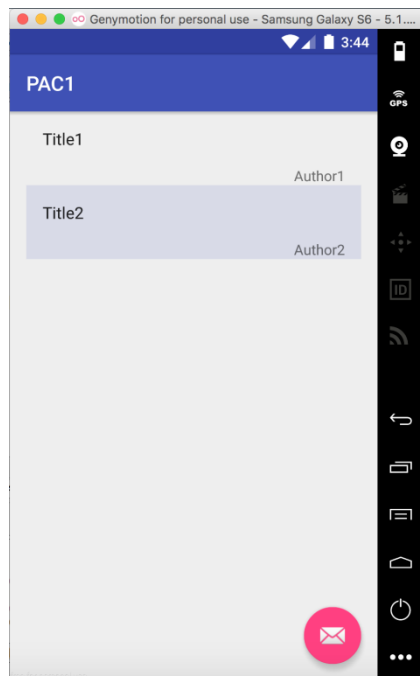 Genymotion for personal use - Samsung Galaxy S6 - 5.1....
3:44
PAC1
GPS
Title1
Author1
Title2
Author2
ID